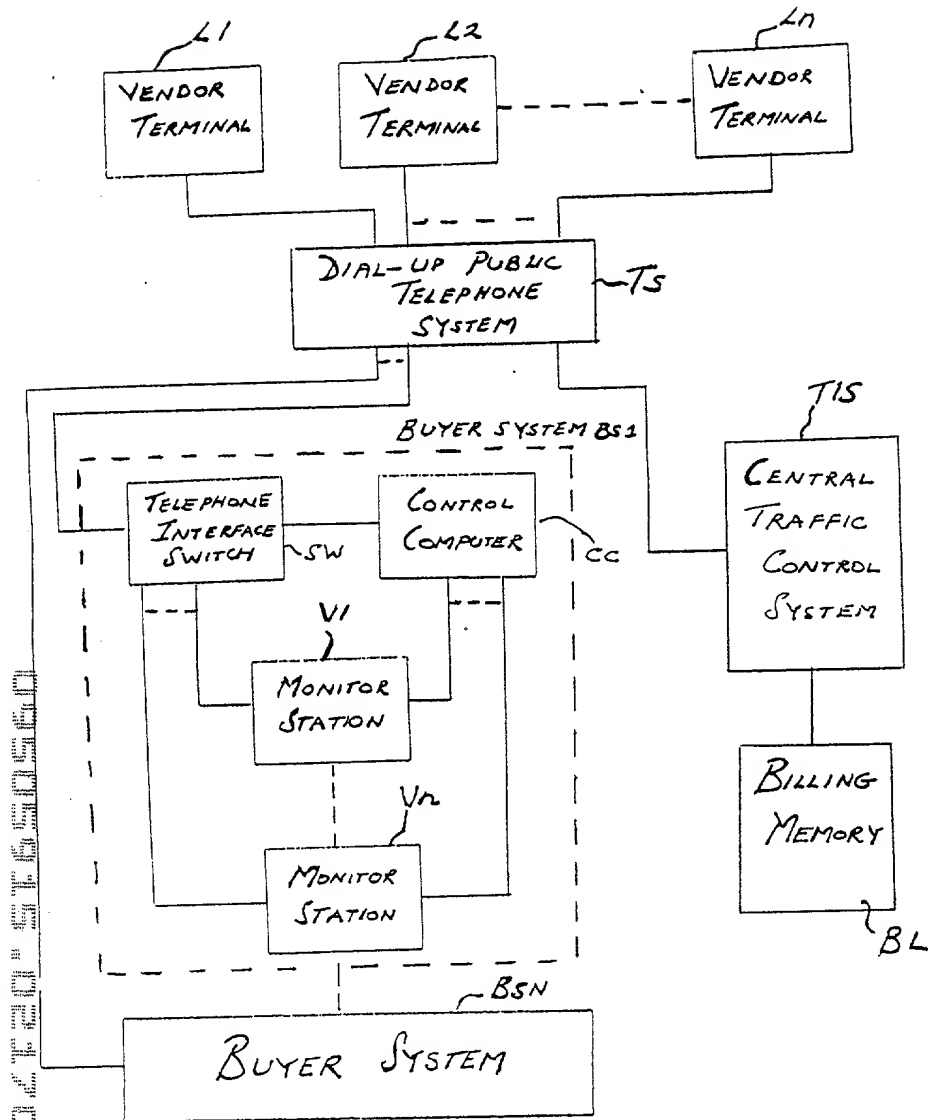 L1
L2
Ln
VENDOR
TERMINAL
VENDOR
TERMINAL
VENDOR
TERMINAL
DIAL-UP PUBLIC
TELEPHONE
SYSTEM
TS
BUYER SYSTEM BS1
TIS
TELEPHONE
INTERFACE
SWITCH
SW
CONTROL
COMPUTER
CC
CENTRAL
TRAFFIC
CONTROL
SYSTEM
V1
MONITOR
STATION
Vn
MONITOR
STATION
BILLING
MEMORY
BL
BSN
BUYER SYSTEM